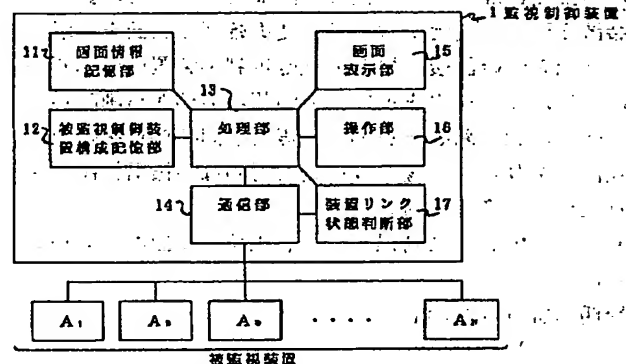 1 監視制御装置
11
画面情報
記憶部
画面
表示部
15
13
12
被監視制御装
置構成記憶部
処理部
操作部
16
14
通信部
装置リンク
状態判断部
17
A₁
A₂
A₃
・・・・
A_N
被監視装置